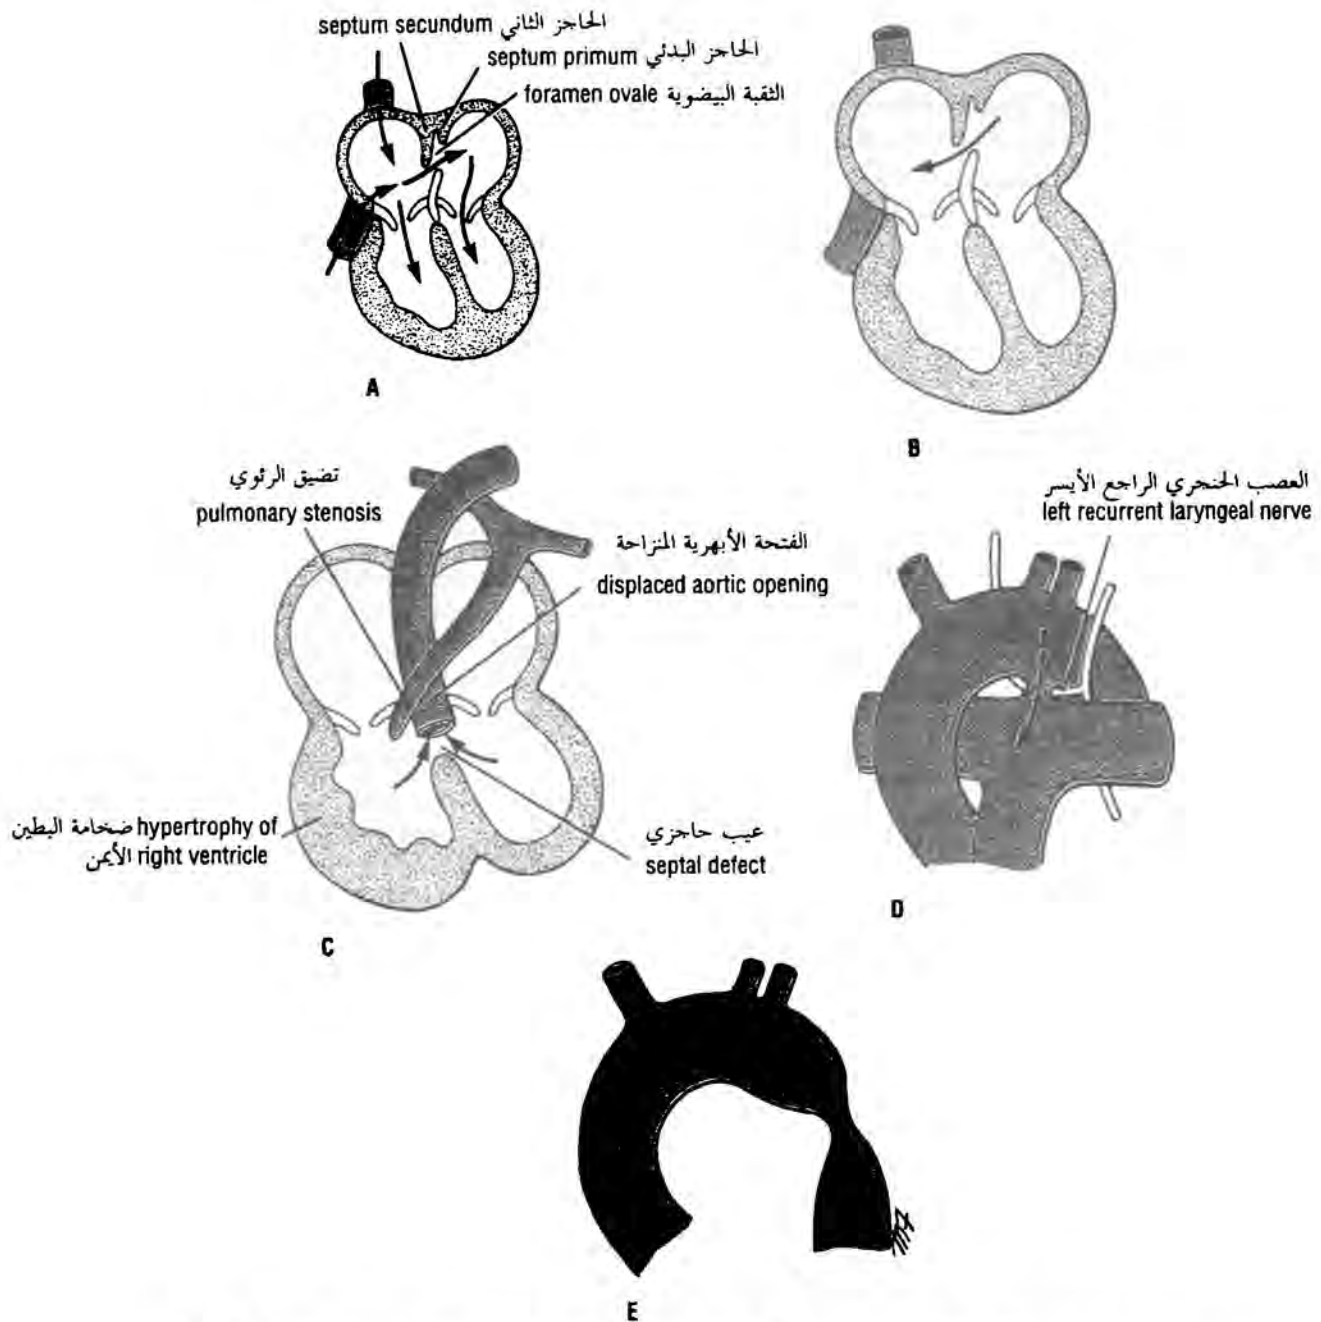 septum secundum الحاجز الثاني
septum primum الحاجز البدئي
foramen ovale الثقبة البيضوية
A
B
تضيق الرئوي
pulmonary stenosis
الفتحة الأبهرية المنزاحة
displaced aortic opening
ضخامة البطين hypertrophy of
الأيمن right ventricle
عيب حاجزي
septal defect
C
العصب الحنجري الراجع الأيسر
left recurrent laryngeal nerve
D
E